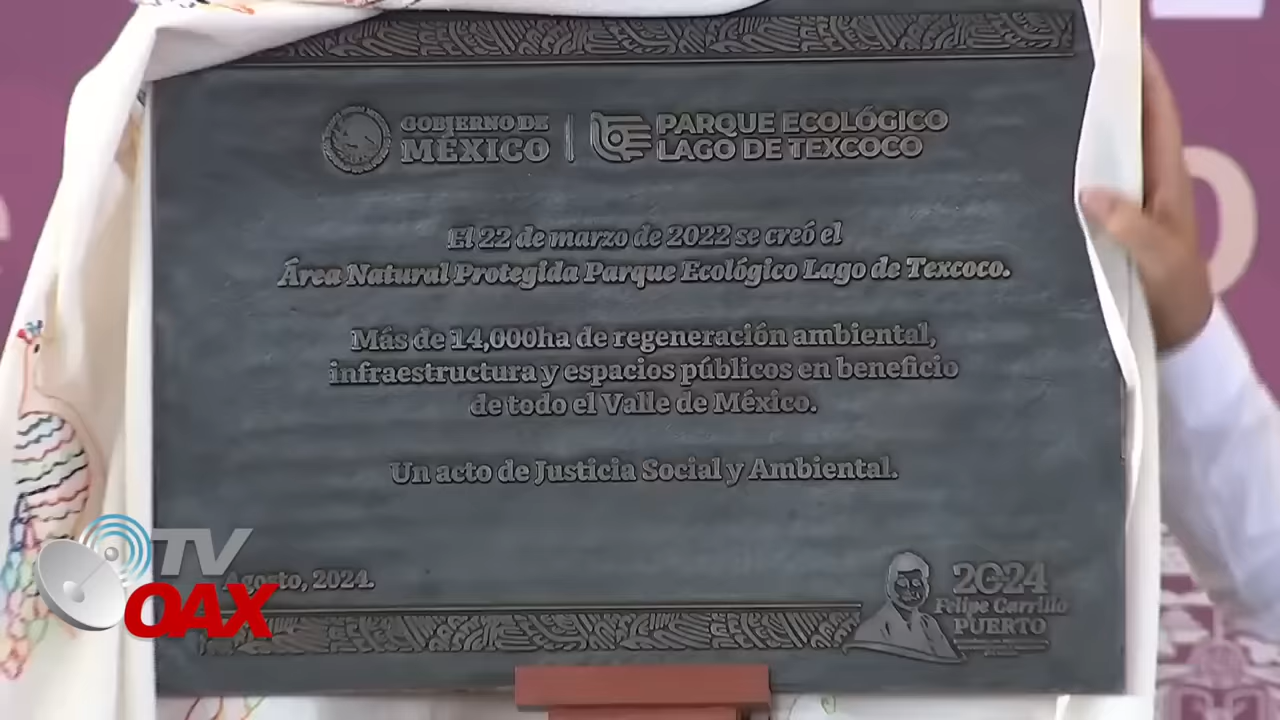 GOBIERNO DE
MÉXICO
PARQUE ECOLÓGICO
LAGO DE TEXCOCO
El 22 de marzo de 2022 se creó el
Área Natural Protegida Parque Ecológico Lago de Texcoco.
Más de 14,000ha de regeneración ambiental,
infraestructura y espacios públicos en beneficio
de todo el Valle de México.
Un acto de Justicia Social y Ambiental.
Agosto, 2024.
2024
Felipe Carrillo
PUERTO
TV
OAX